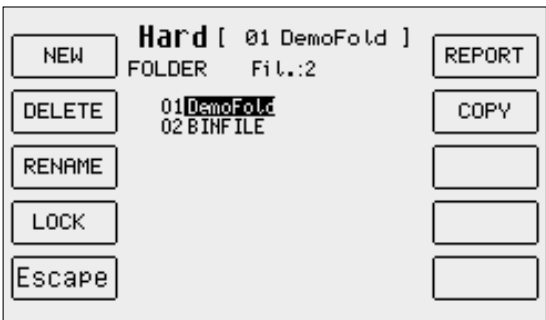 Hard [ 01 DemoFold ]
FOLDER Fil.:2
01 DemoFold
02 BINFILE
NEW
DELETE
RENAME
LOCK
Escape
REPORT
COPY